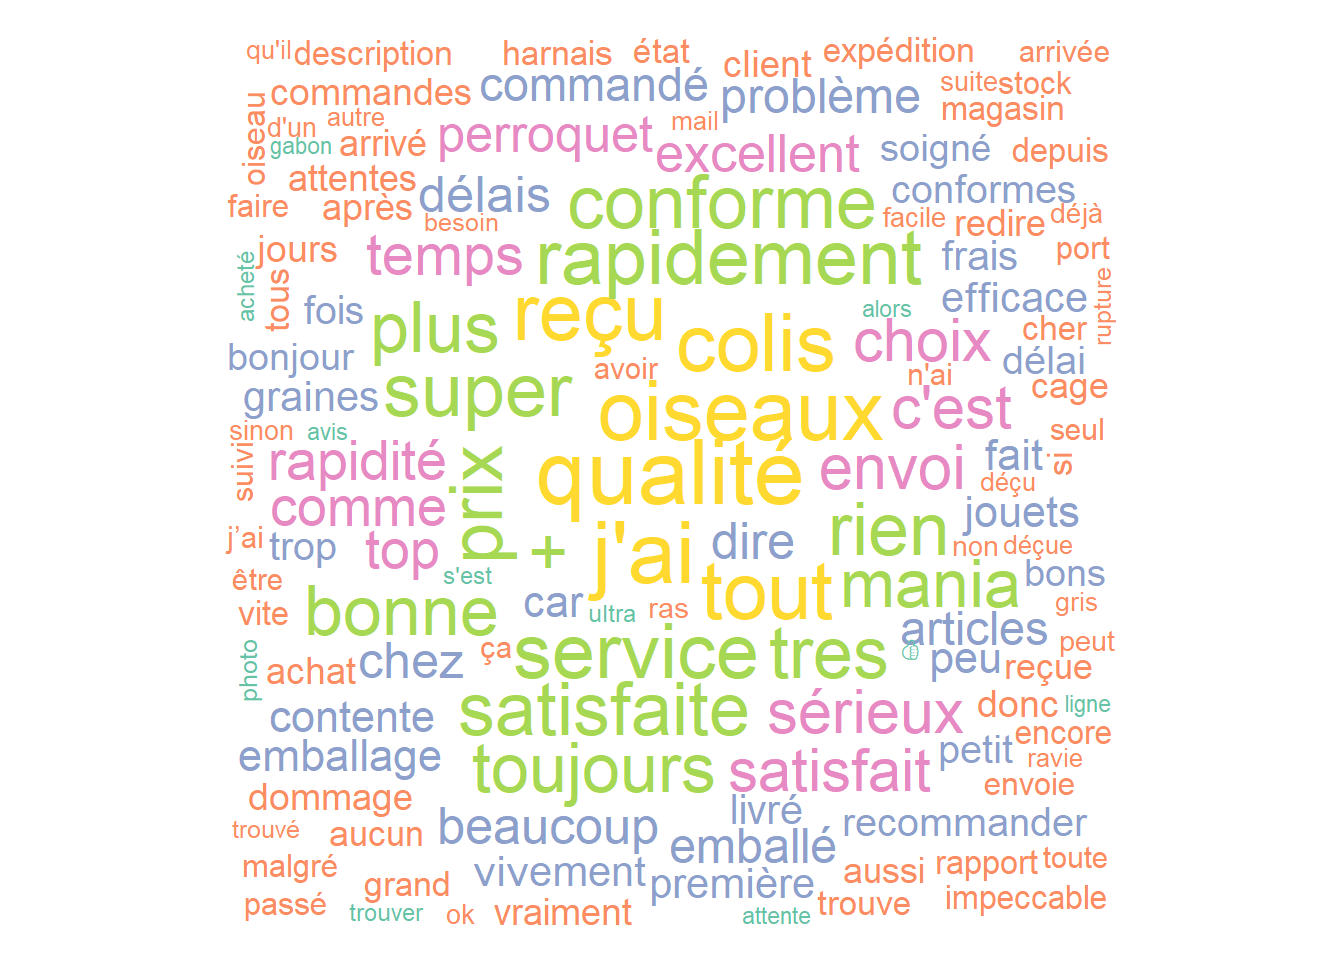 qu'il description harnais état client expédition arrivée
commandes commandé problème suite stock
magasin
oiseau d'un autre mail
gabon arrivé perroquet excellent soigné depuis
attentes délais conforme conformes
faire après besoin facile redire déjà
jours temps rapidement frais port
acheté tous fois plus reçu colis alors efficace rupture
bonjour avoir choix cher délai
graines super oiseaux n'ai c'est cage
sinon avis seul
suivi rapidité prix qualité envoi fait si
déçu
comme jouets
j’ai trop top + j'ai dire rien non déçue
être s'est tout mania bons
vite bonne car ultra ras gris
photo achat chez ça service tres 👍 articles peu peut reçue
contente satisfaite sérieux donc ligne
encore
emballage toujours satisfait petit ravie
envoie
dommage livré
trouvé aucun beaucoup emballé recommander
malgré vivement première aussi rapport toute
grand
passé trouver ok vraiment attente trouve impeccable